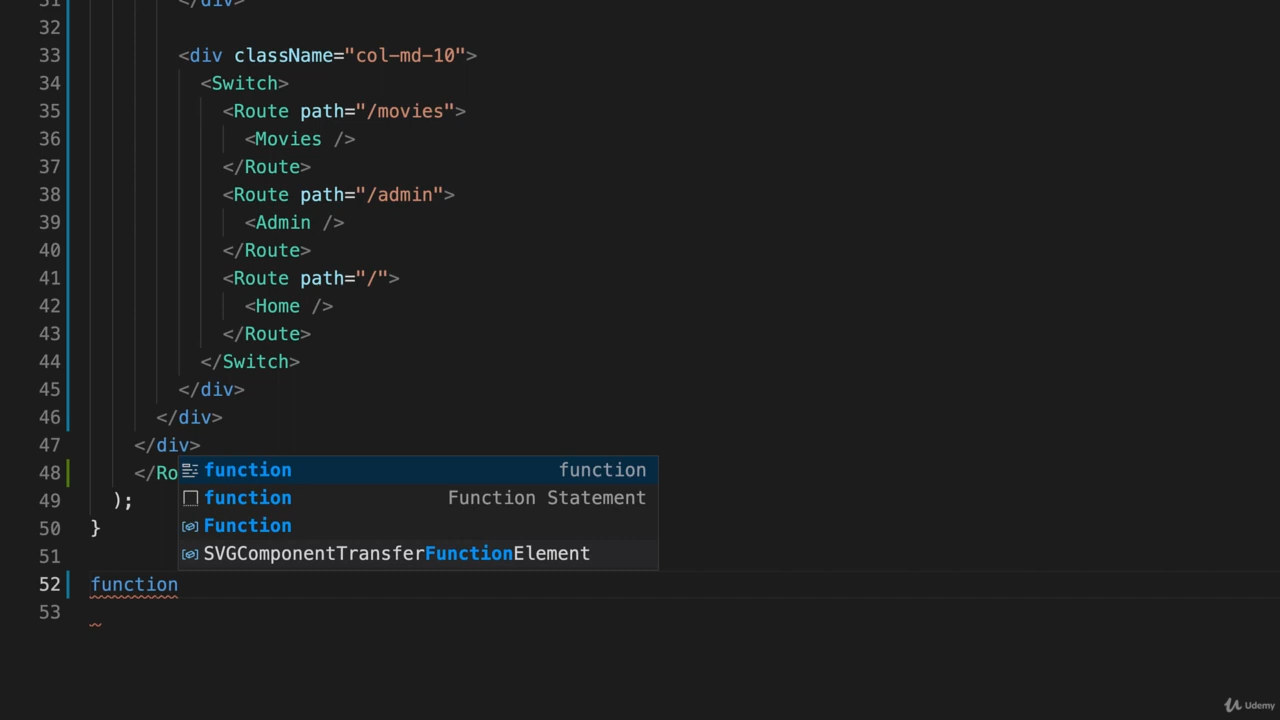 31 </div>
32
33 <div className="col-md-10">
34 <Switch>
35 <Route path="/movies">
36 <Movies />
37 </Route>
38 <Route path="/admin">
39 <Admin />
40 </Route>
41 <Route path="/">
42 <Home />
43 </Route>
44 </Switch>
45 </div>
46 </div>
47 </div>
48 </Ro
function function
49 );
function Function Statement
50 }
Function
51
SVGComponentTransferFunctionElement
52 function
53
Udemy